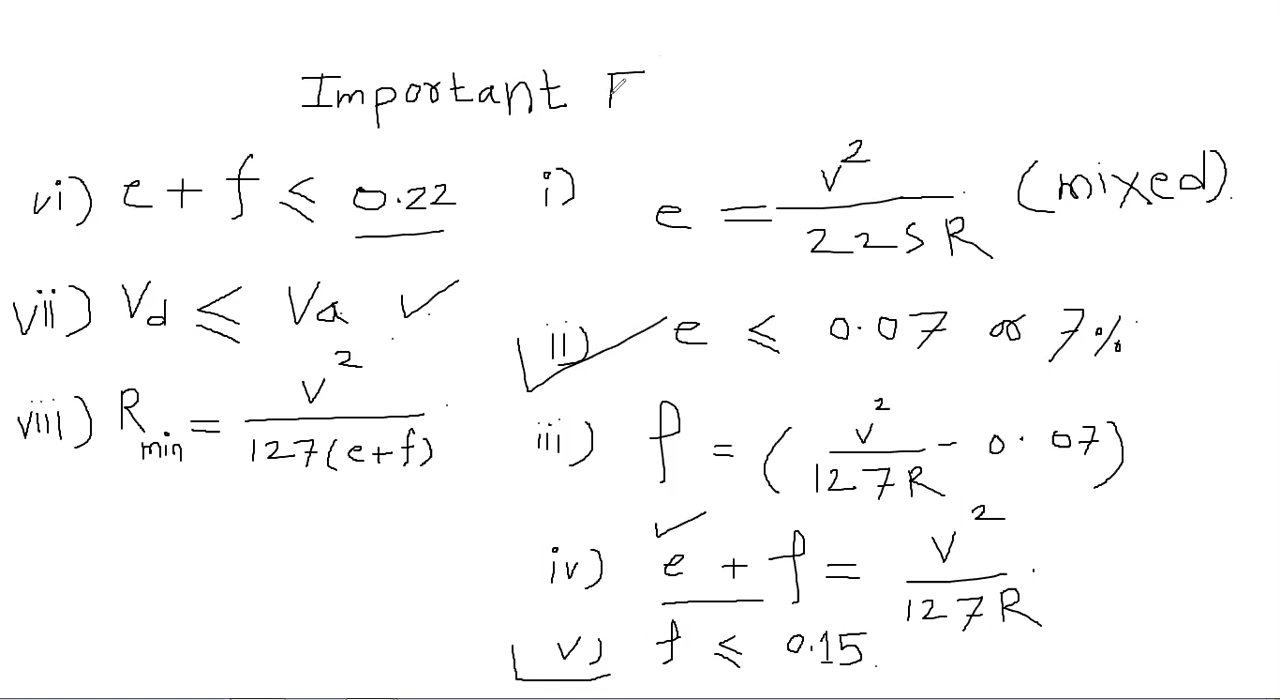 Important F
i) e = v²/225R (mixed).
ii) e ≤ 0.07 or 7%
iii) f = (v²/127R - 0.07)
iv) e + f = v²/127R
v) f ≤ 0.15
vi) e + f ≤ 0.22
vii) Vd ≤ Va ✓
viii) Rmin = v²/127(e+f)